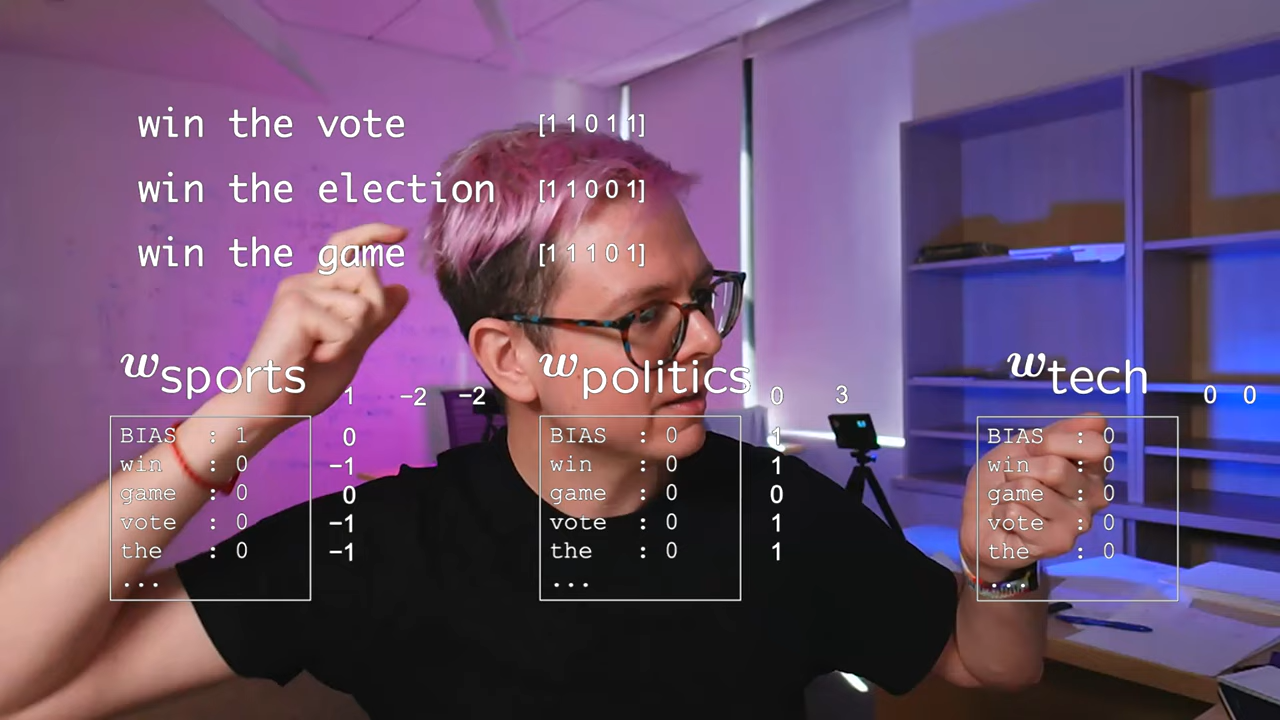 win the vote [1 1 0 1 1]
win the election [1 1 0 0 1]
win the game [1 1 1 0 1]
w sports 1 -2 -2
BIAS : 1 0
win : 0 -1
game : 0 0
vote : 0 -1
the : 0 -1
...
w politics 0 3
BIAS : 0 1
win : 0 1
game : 0 0
vote : 0 1
the : 0 1
...
w tech 0 0
BIAS : 0
win : 0
game : 0
vote : 0
the : 0
...